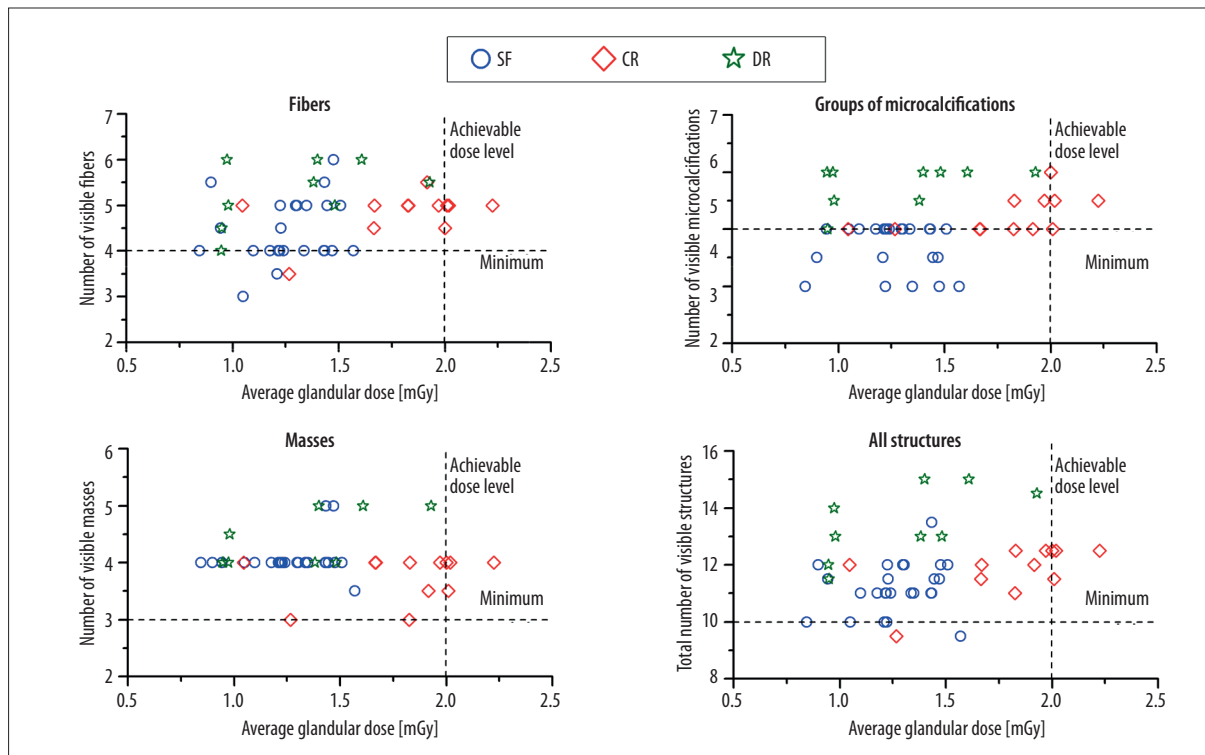 SF CR DR
Fibers
Number of visible fibers
7
6
5
4
3
2
Achievable
dose level
Minimum
0.5 1.0 1.5 2.0 2.5
Average glandular dose [mGy]
Groups of microcalcifications
Number of visible microcalcifications
7
6
5
4
3
2
Achievable
dose level
Minimum
0.5 1.0 1.5 2.0 2.5
Average glandular dose [mGy]
Masses
Number of visible masses
6
5
4
3
2
Achievable
dose level
Minimum
0.5 1.0 1.5 2.0 2.5
Average glandular dose [mGy]
All structures
Total number of visible structures
16
14
12
10
8
Achievable
dose level
Minimum
0.5 1.0 1.5 2.0 2.5
Average glandular dose [mGy]